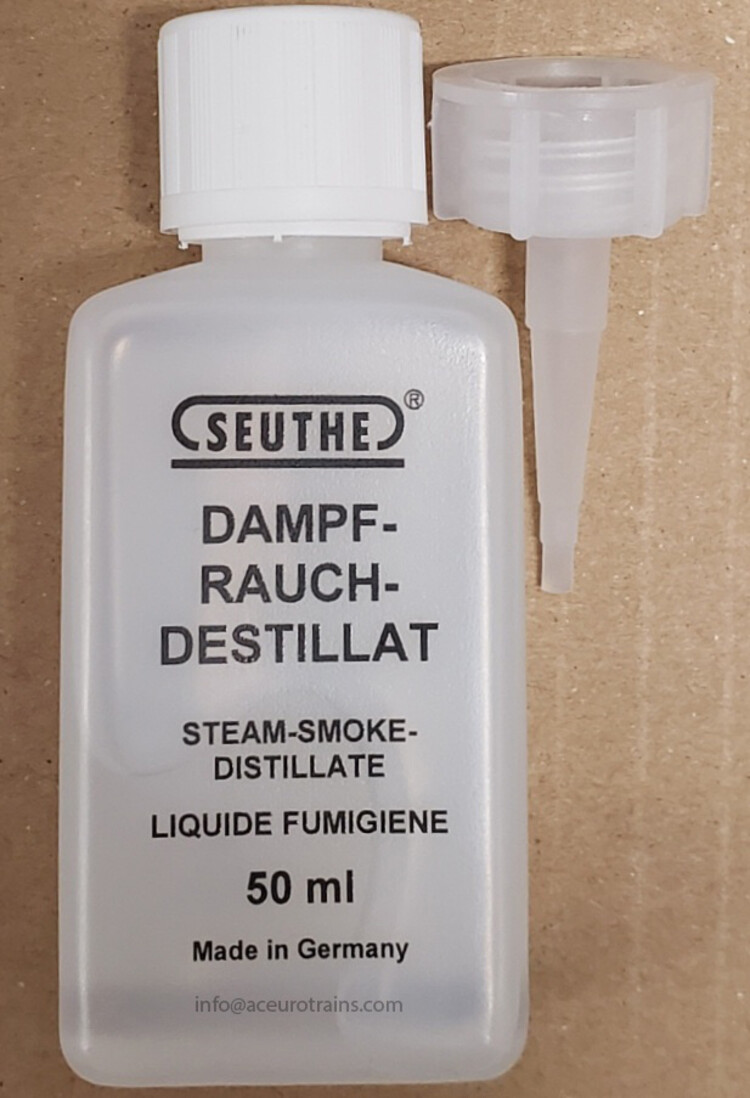 SEUTHE®
DAMPF-
RAUCH-
DESTILLAT
STEAM-SMOKE-
DISTILLATE
LIQUIDE FUMIGIENE
50 ml
Made in Germany
info@aceurotrains.com